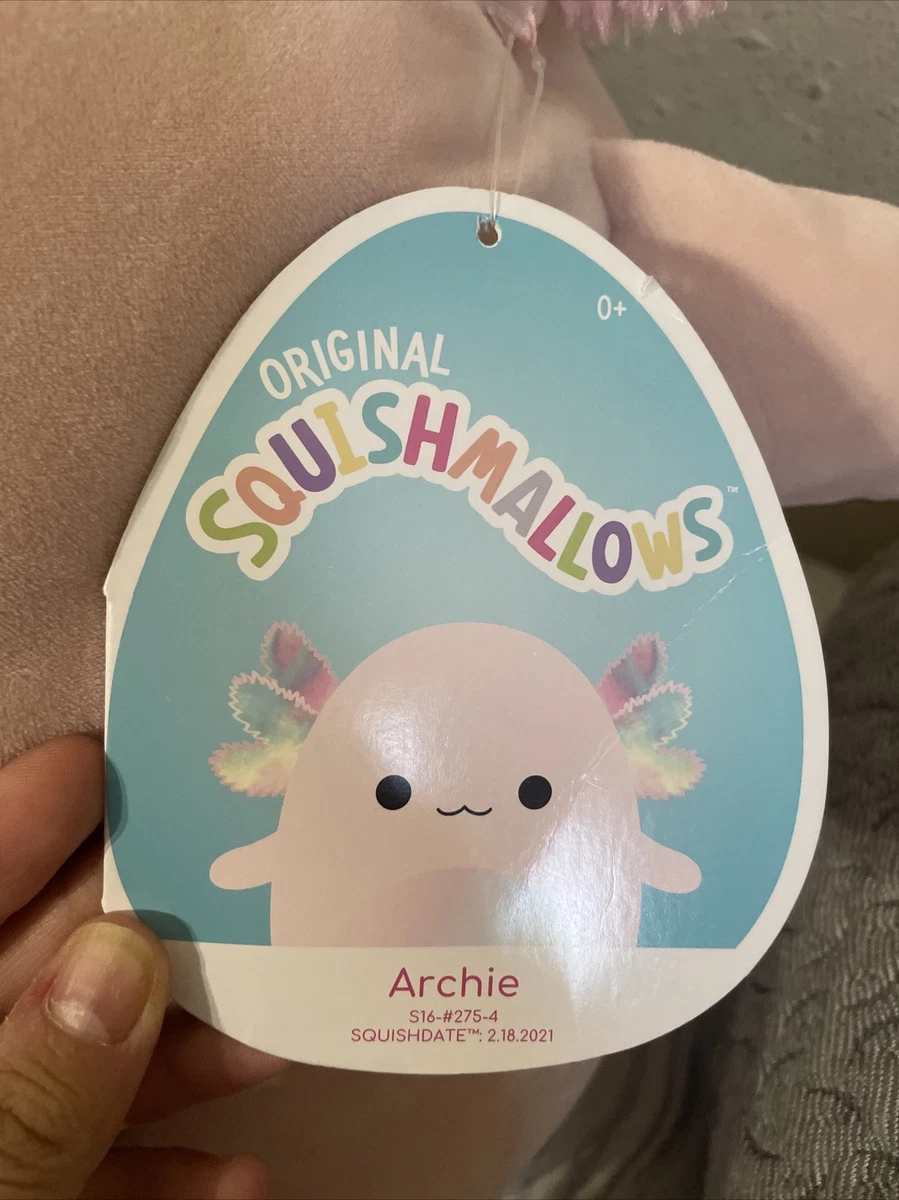 0+
ORIGINAL
SQUISHMALLOWS™
Archie
S16-#275-4
SQUISHDATE™: 2.18.2021